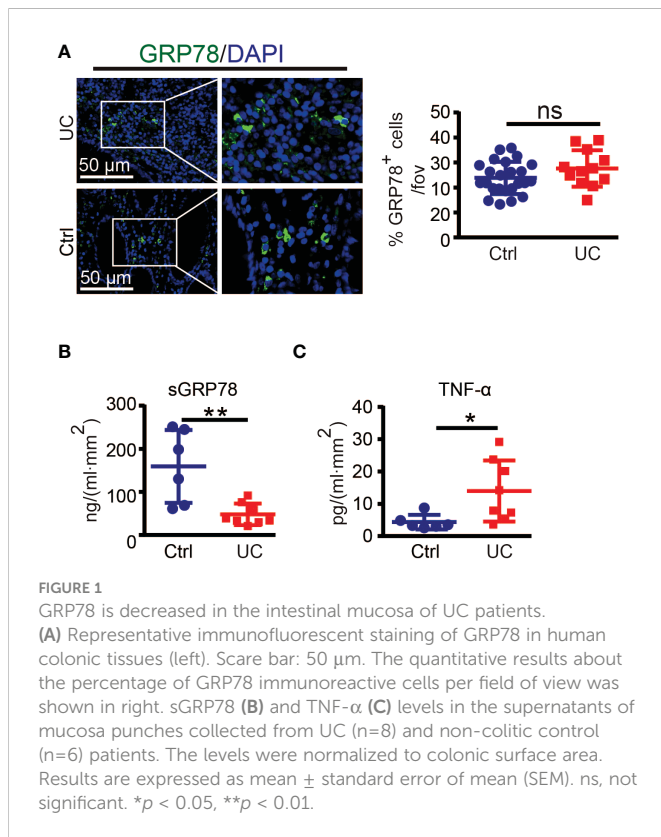 A
GRP78/DAPI
UC
50 µm
Ctrl
50 µm
ns
% GRP78+ cells
/fov
50
40
30
20
10
0
Ctrl
UC
B
sGRP78
**
ng/(ml·mm²)
300
200
100
0
Ctrl
UC
C
TNF-α
*
pg/(ml·mm²)
40
30
20
10
0
Ctrl
UC
FIGURE 1
GRP78 is decreased in the intestinal mucosa of UC patients.
(A) Representative immunofluorescent staining of GRP78 in human
colonic tissues (left). Scare bar: 50 µm. The quantitative results about
the percentage of GRP78 immunoreactive cells per field of view was
shown in right. sGRP78 (B) and TNF-α (C) levels in the supernatants of
mucosa punches collected from UC (n=8) and non-colitic control
(n=6) patients. The levels were normalized to colonic surface area.
Results are expressed as mean ± standard error of mean (SEM). ns, not
significant. *p < 0.05, **p < 0.01.